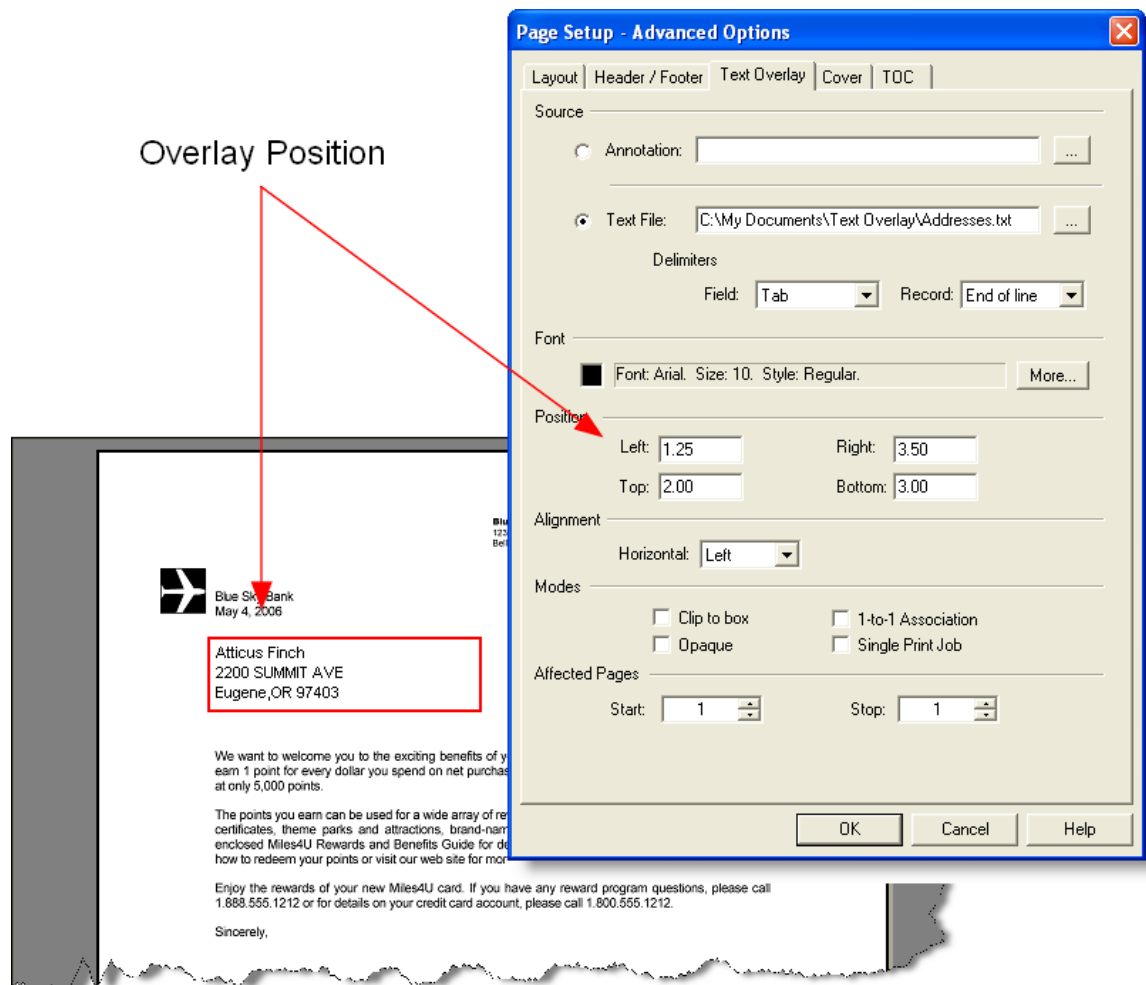 Page Setup - Advanced Options
Layout Header / Footer Text Overlay Cover TOC
Source
Annotation: ...
Text File: C:\My Documents\Text Overlay\Addresses.txt ...
Delimiters
Field: Tab Record: End of line
Font
Font: Arial. Size: 10. Style: Regular. More...
Position
Left: 1.25 Right: 3.50
Top: 2.00 Bottom: 3.00
Alignment
Horizontal: Left
Modes
Clip to box 1-to-1 Association
Opaque Single Print Job
Affected Pages
Start: 1 Stop: 1
OK Cancel Help
Overlay Position
Blue Sky Bank
May 4, 2006
Atticus Finch
2200 SUMMIT AVE
Eugene,OR 97403
We want to welcome you to the exciting benefits of y
earn 1 point for every dollar you spend on net purchas
at only 5,000 points.
The points you earn can be used for a wide array of re
certificates, theme parks and attractions, brand-nam
enclosed Miles4U Rewards and Benefits Guide for de
how to redeem your points or visit our web site for mor
Enjoy the rewards of your new Miles4U card. If you have any reward program questions, please call
1.888.555.1212 or for details on your credit card account, please call 1.800.555.1212.
Sincerely,